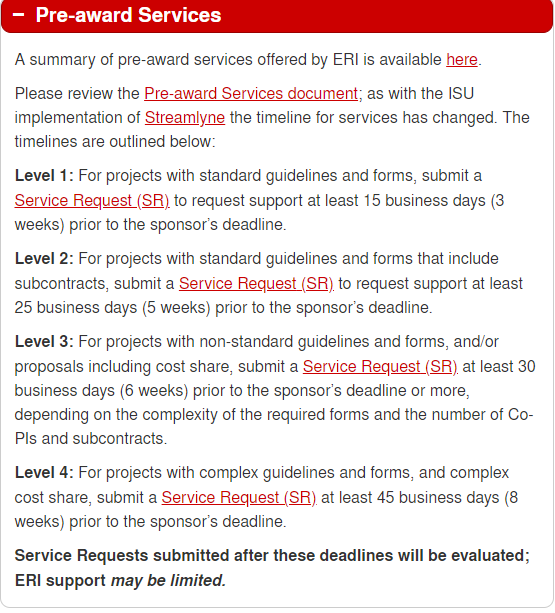 − Pre-award Services
A summary of pre-award services offered by ERI is available here.
Please review the Pre-award Services document; as with the ISU
implementation of Streamlyne the timeline for services has changed. The
timelines are outlined below:
Level 1: For projects with standard guidelines and forms, submit a
Service Request (SR) to request support at least 15 business days (3
weeks) prior to the sponsor's deadline.
Level 2: For projects with standard guidelines and forms that include
subcontracts, submit a Service Request (SR) to request support at least
25 business days (5 weeks) prior to the sponsor's deadline.
Level 3: For projects with non-standard guidelines and forms, and/or
proposals including cost share, submit a Service Request (SR) at least 30
business days (6 weeks) prior to the sponsor's deadline or more,
depending on the complexity of the required forms and the number of Co-
PIs and subcontracts.
Level 4: For projects with complex guidelines and forms, and complex
cost share, submit a Service Request (SR) at least 45 business days (8
weeks) prior to the sponsor's deadline.
Service Requests submitted after these deadlines will be evaluated;
ERI support may be limited.